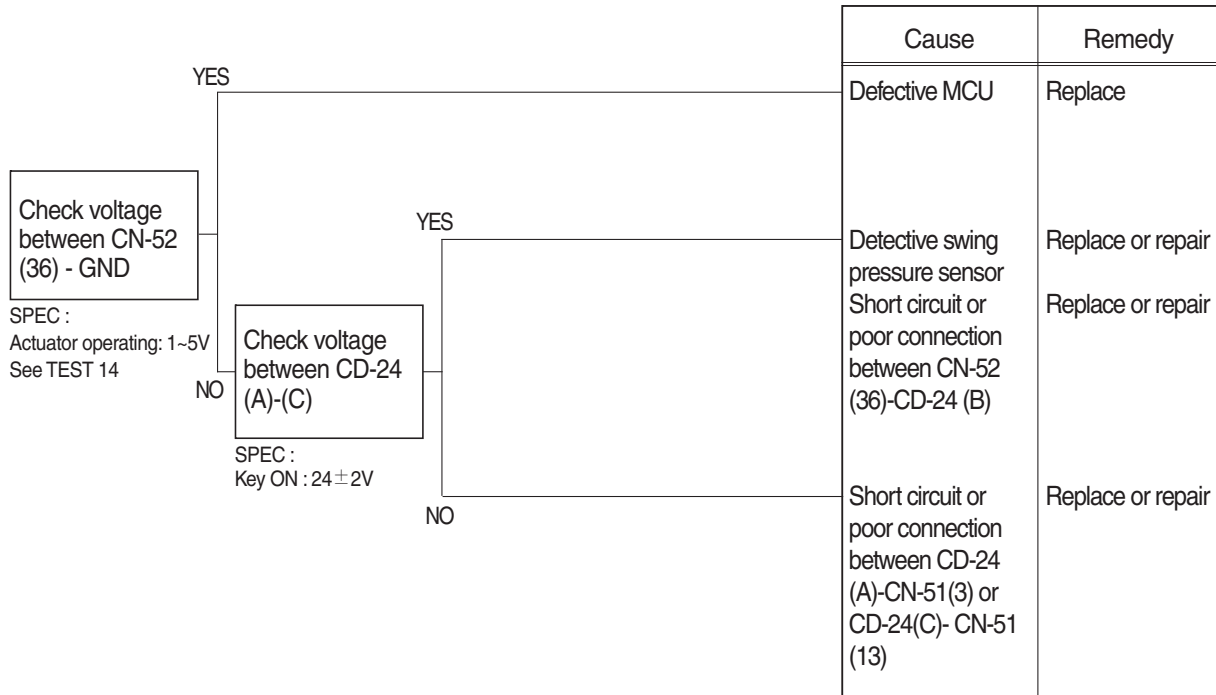 Cause Remedy
YES
Defective MCU Replace
Check voltage
between CN-52
(36) - GND
SPEC :
Actuator operating: 1~5V
See TEST 14
NO
Check voltage
between CD-24
(A)-(C)
SPEC :
Key ON : 24±2V
YES
Detective swing Replace or repair
pressure sensor
Short circuit or Replace or repair
poor connection
between CN-52
(36)-CD-24 (B)
NO
Short circuit or Replace or repair
poor connection
between CD-24
(A)-CN-51(3) or
CD-24(C)- CN-51
(13)